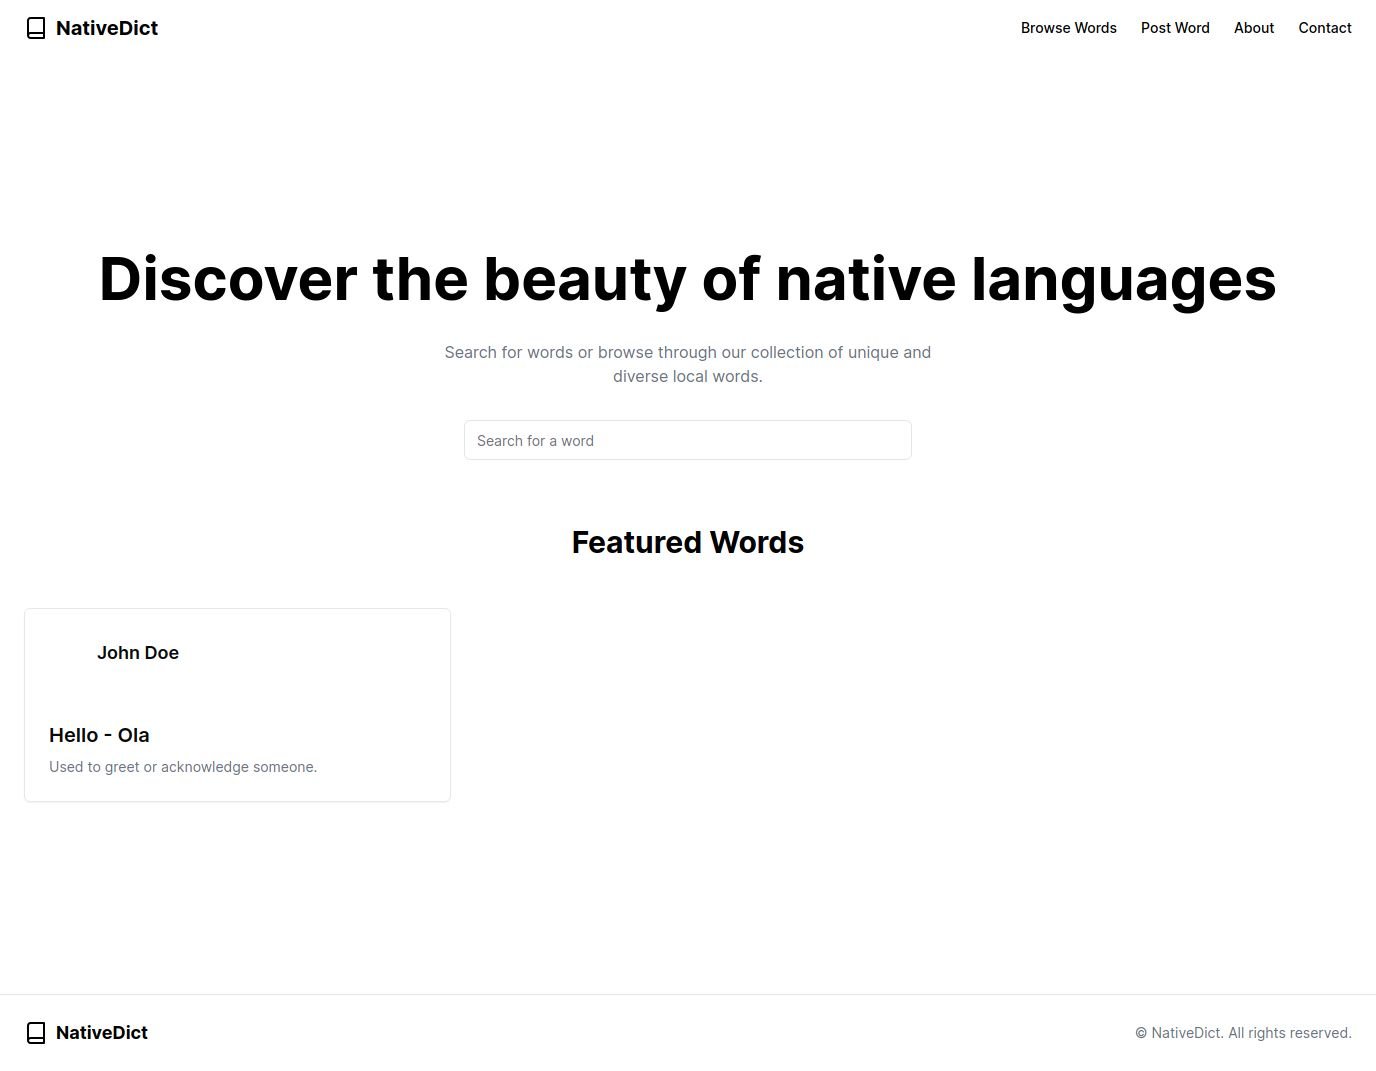 NativeDict
Browse Words
Post Word
About
Contact
Discover the beauty of native languages
Search for words or browse through our collection of unique and
diverse local words.
Search for a word
Featured Words
John Doe
Hello - Ola
Used to greet or acknowledge someone.
NativeDict
© NativeDict. All rights reserved.